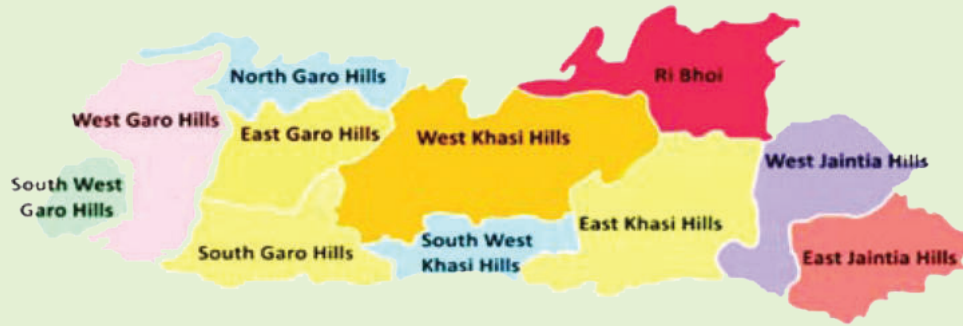 North Garo Hills
Ri Bhoi
West Garo Hills
East Garo Hills
West Khasi Hills
West Jaintia Hills
South West
Garo Hills
East Khasi Hills
South Garo Hills
South West
Khasi Hills
East Jaintia Hills